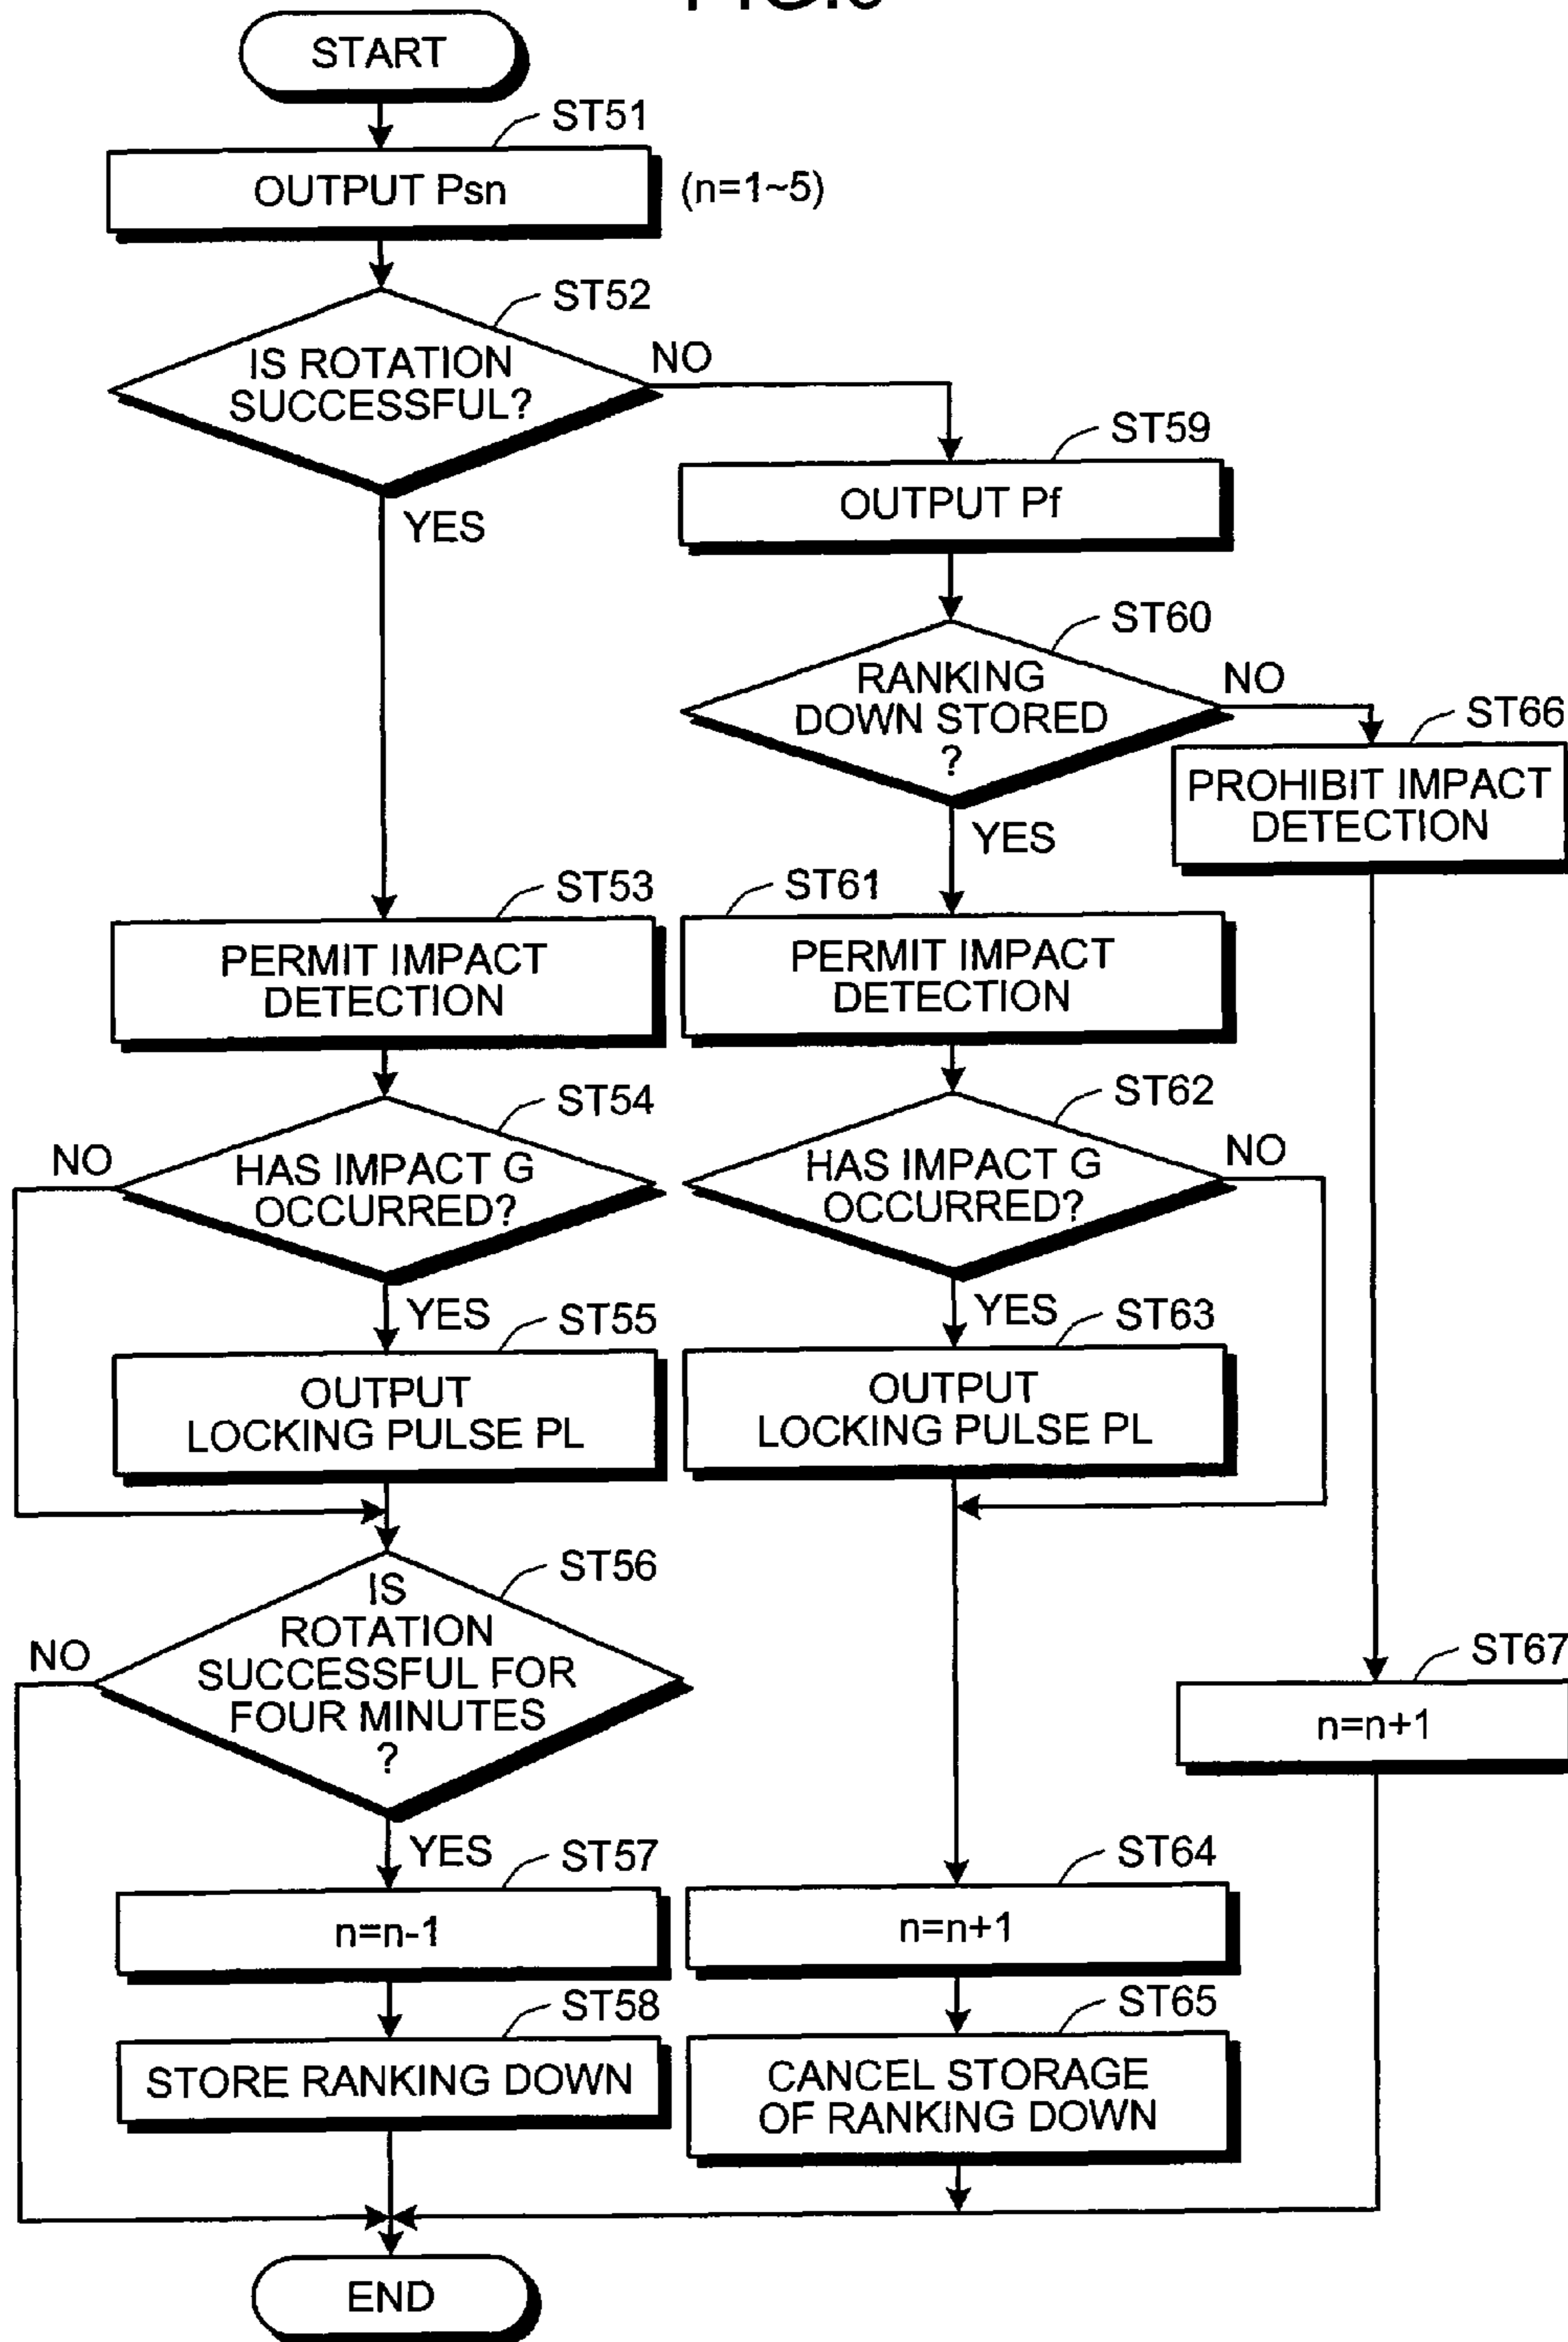 START
ST51
OUTPUT Psn
(n=1~5)
ST52
IS ROTATION
SUCCESSFUL?
NO
YES
ST59
OUTPUT Pf
ST60
RANKING
DOWN STORED
?
NO
YES
ST66
PROHIBIT IMPACT
DETECTION
ST53
PERMIT IMPACT
DETECTION
ST61
PERMIT IMPACT
DETECTION
ST54
NO
HAS IMPACT G
OCCURRED?
YES
ST62
HAS IMPACT G
OCCURRED?
NO
YES
ST55
OUTPUT
LOCKING PULSE PL
ST63
OUTPUT
LOCKING PULSE PL
ST56
NO
IS
ROTATION
SUCCESSFUL FOR
FOUR MINUTES
?
YES
ST67
n=n+1
ST57
n=n-1
ST64
n=n+1
ST58
STORE RANKING DOWN
ST65
CANCEL STORAGE
OF RANKING DOWN
END